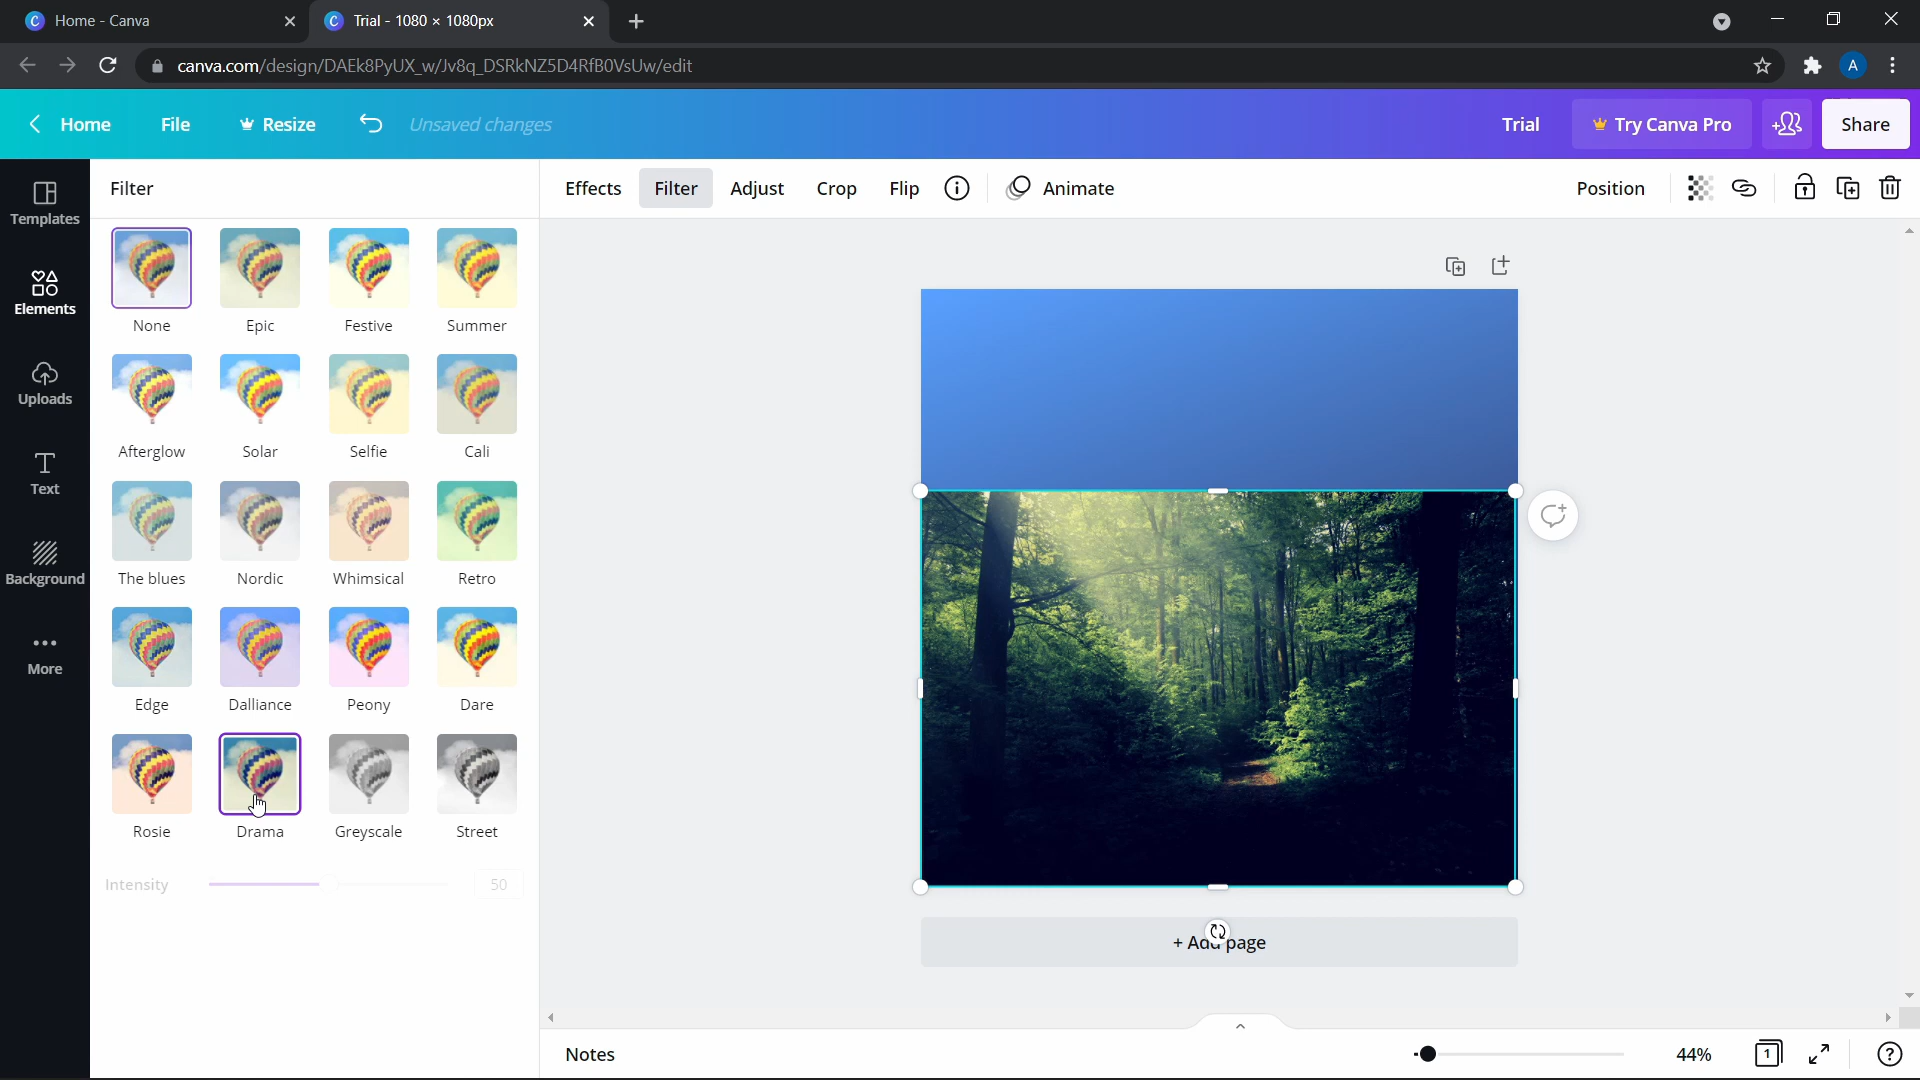 Home - Canva
Trial - 1080 × 1080px
canva.com/design/DAEk8PyUX_w/Jv8q_DSRkNZ5D4RfB0VsUw/edit
A
Home
File
Resize
Unsaved changes
Trial
Try Canva Pro
Share
Templates
Elements
Uploads
Text
Background
More
Filter
None
Epic
Festive
Summer
Afterglow
Solar
Selfie
Cali
The blues
Nordic
Whimsical
Retro
Edge
Dalliance
Peony
Dare
Rosie
Drama
Greyscale
Street
Intensity
50
Effects
Filter
Adjust
Crop
Flip
Animate
Position
+ Add page
Notes
44%
1